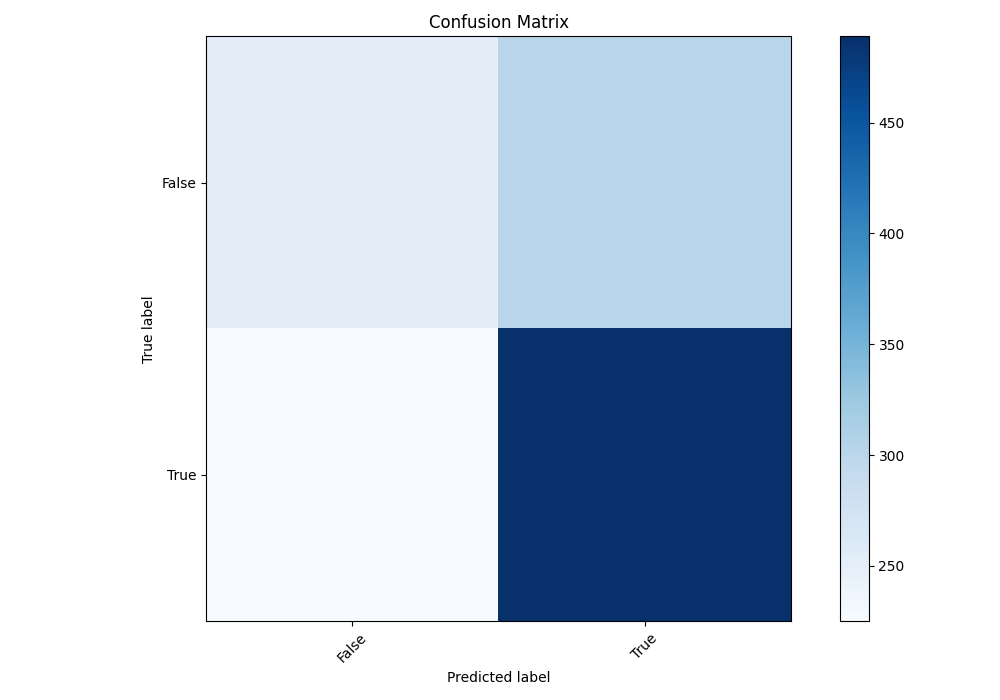 Confusion Matrix
True label
False
True
False
True
Predicted label
450
400
350
300
250